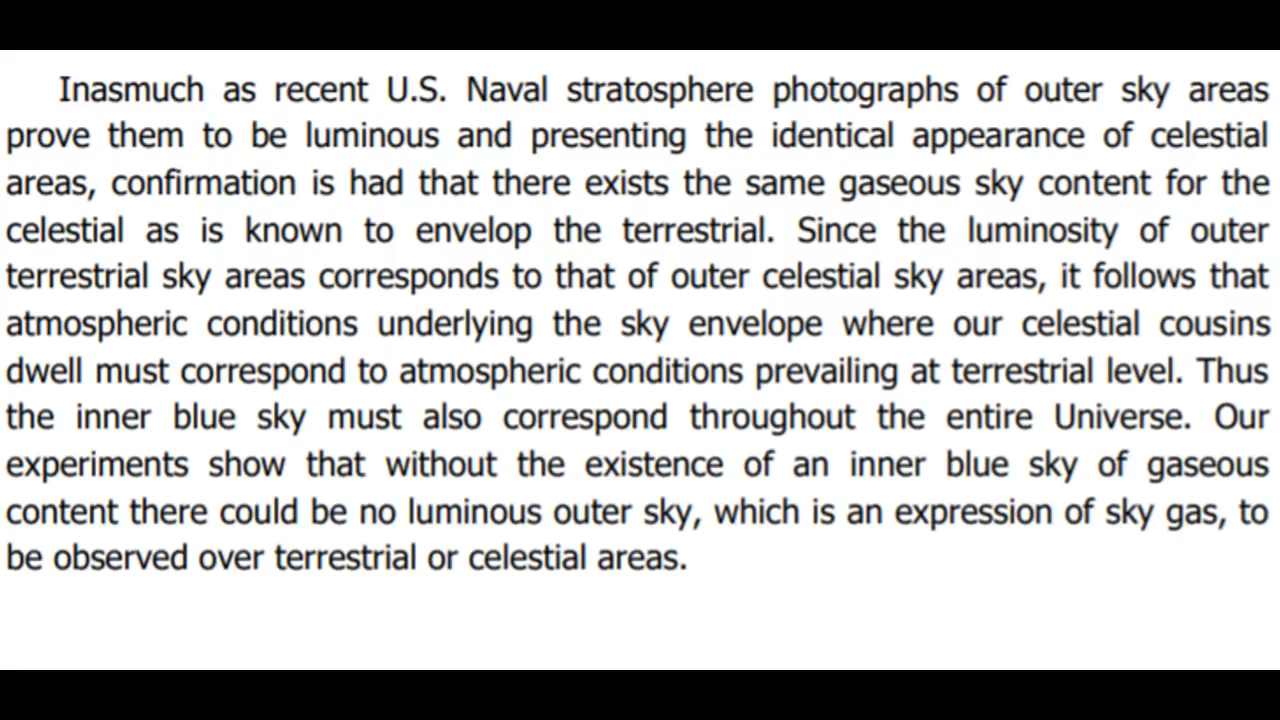 Inasmuch as recent U.S. Naval stratosphere photographs of outer sky areas
prove them to be luminous and presenting the identical appearance of celestial
areas, confirmation is had that there exists the same gaseous sky content for the
celestial as is known to envelop the terrestrial. Since the luminosity of outer
terrestrial sky areas corresponds to that of outer celestial sky areas, it follows that
atmospheric conditions underlying the sky envelope where our celestial cousins
dwell must correspond to atmospheric conditions prevailing at terrestrial level. Thus
the inner blue sky must also correspond throughout the entire Universe. Our
experiments show that without the existence of an inner blue sky of gaseous
content there could be no luminous outer sky, which is an expression of sky gas, to
be observed over terrestrial or celestial areas.